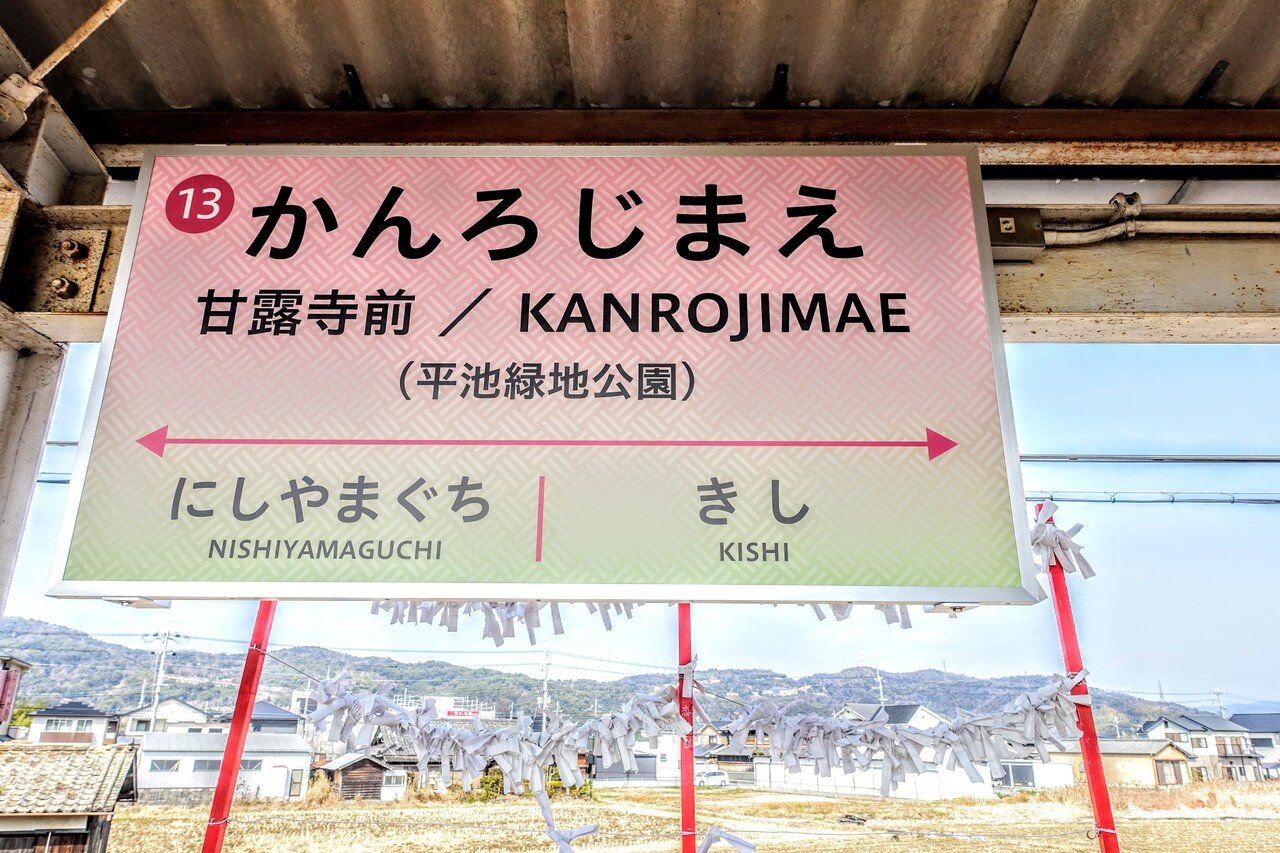 13 かんろじまえ
甘露寺前 ／ KANROJIMAE
（平池緑地公園）
にしやまぐち きし
NISHIYAMAGUCHI KISHI